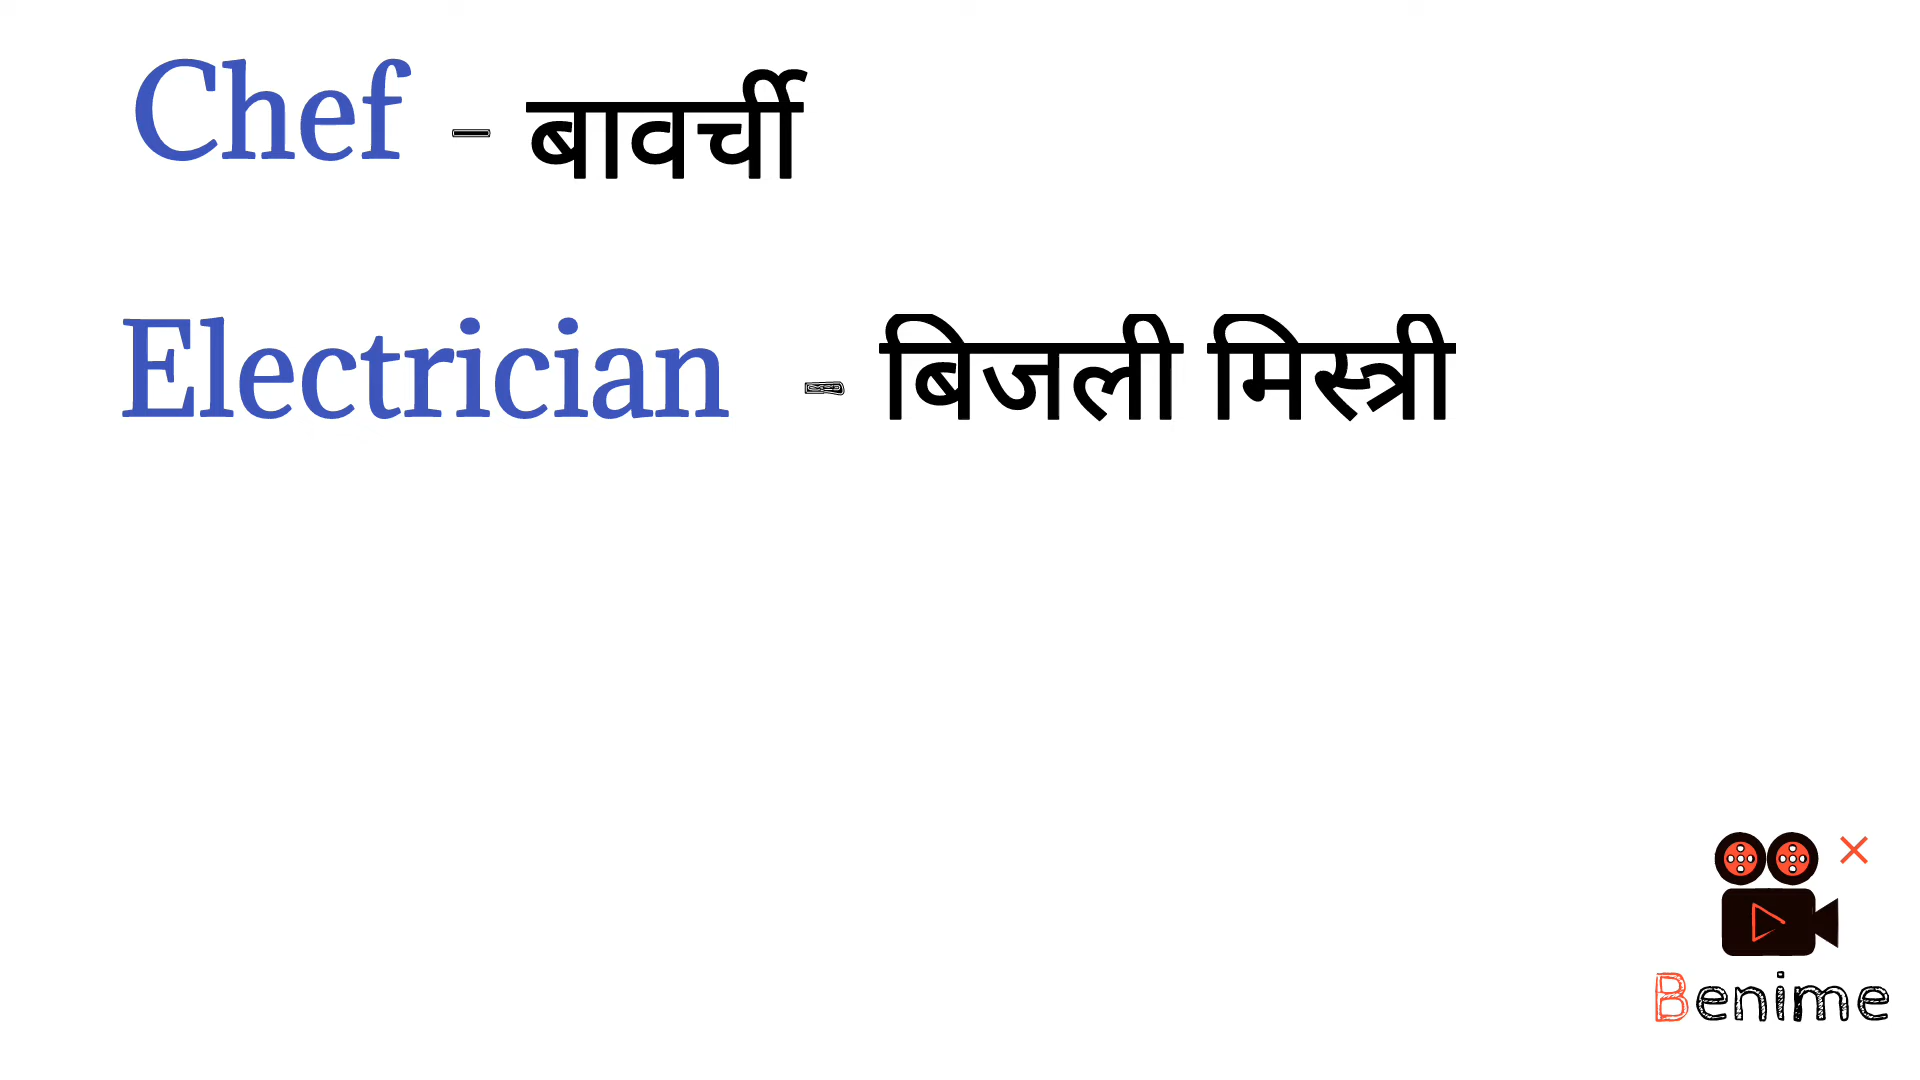 Chef - बावर्ची
Electrician - बिजली मिस्त्री
Benime